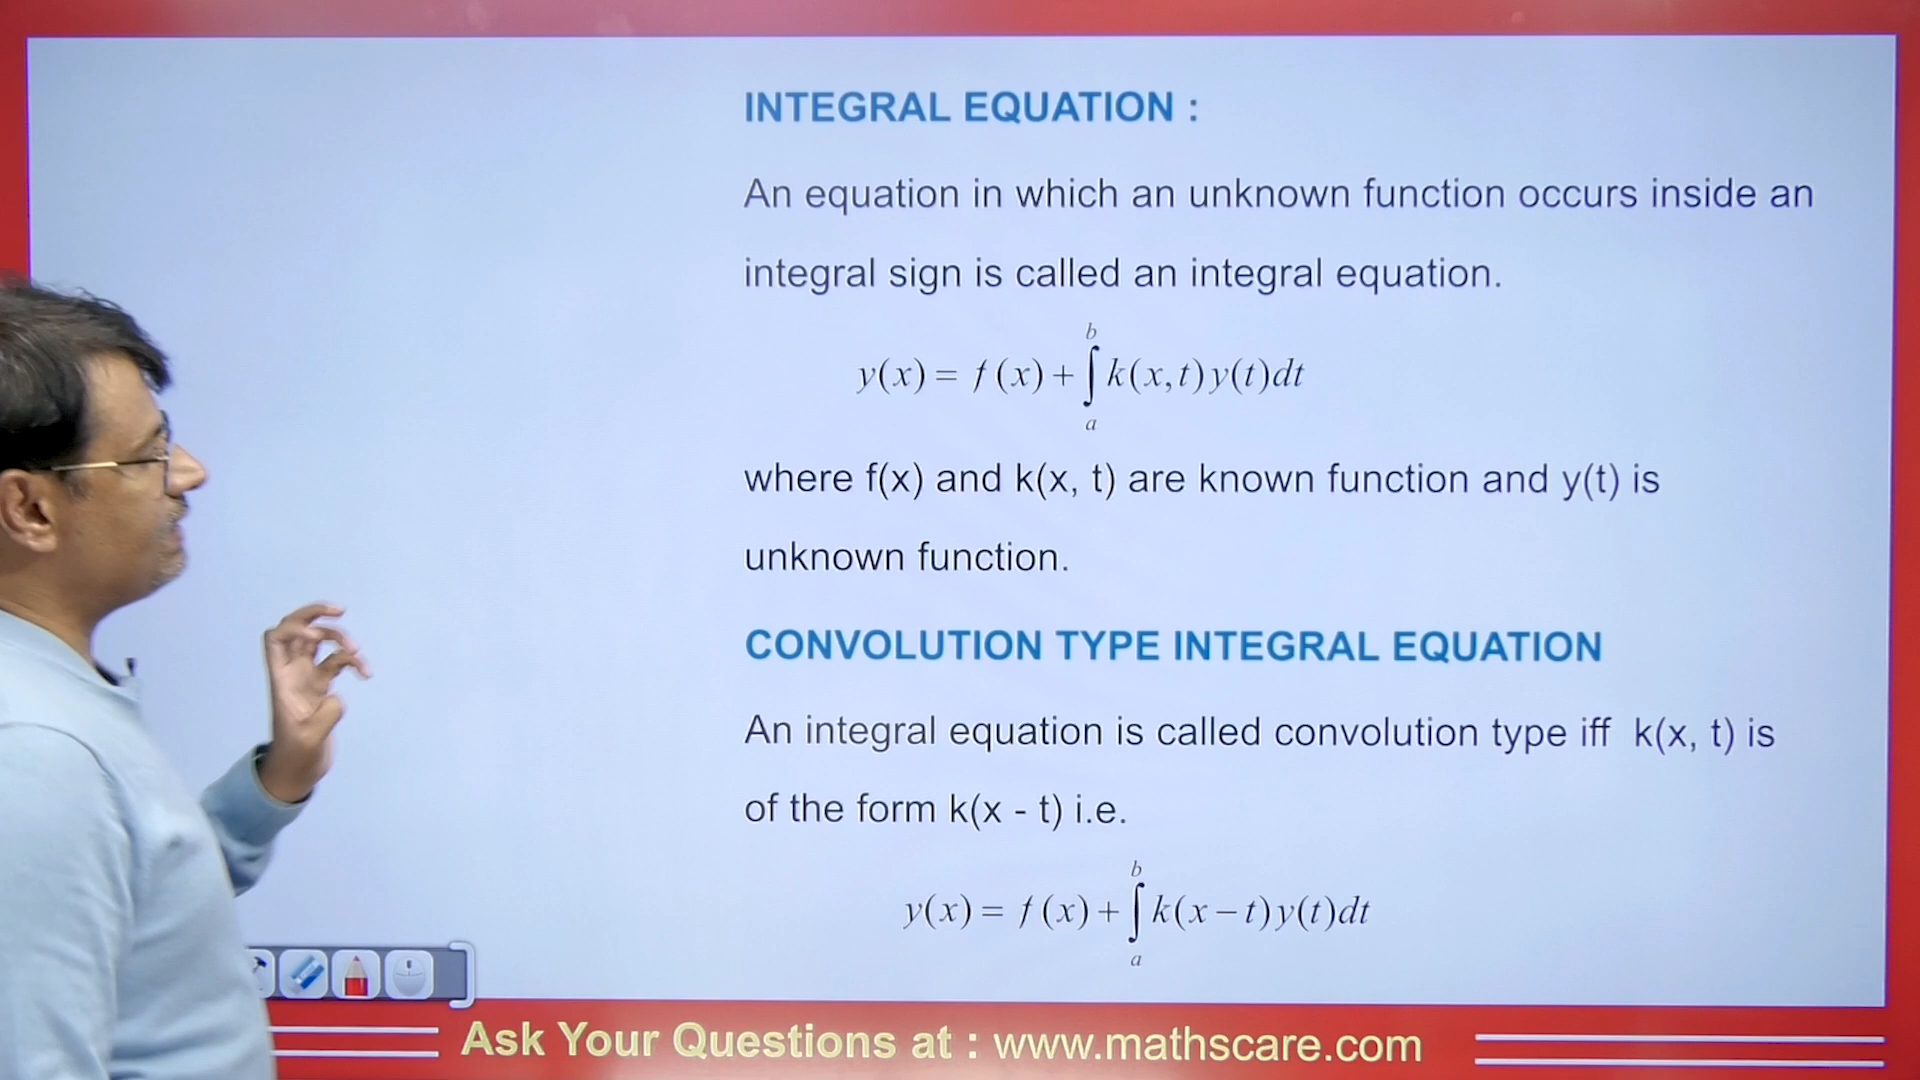 INTEGRAL EQUATION :
An equation in which an unknown function occurs inside an
integral sign is called an integral equation.
y(x) = f(x) + ∫_a^b k(x,t)y(t)dt
where f(x) and k(x, t) are known function and y(t) is
unknown function.
CONVOLUTION TYPE INTEGRAL EQUATION
An integral equation is called convolution type iff k(x, t) is
of the form k(x - t) i.e.
y(x) = f(x) + ∫_a^b k(x−t)y(t)dt
Ask Your Questions at : www.mathscare.com